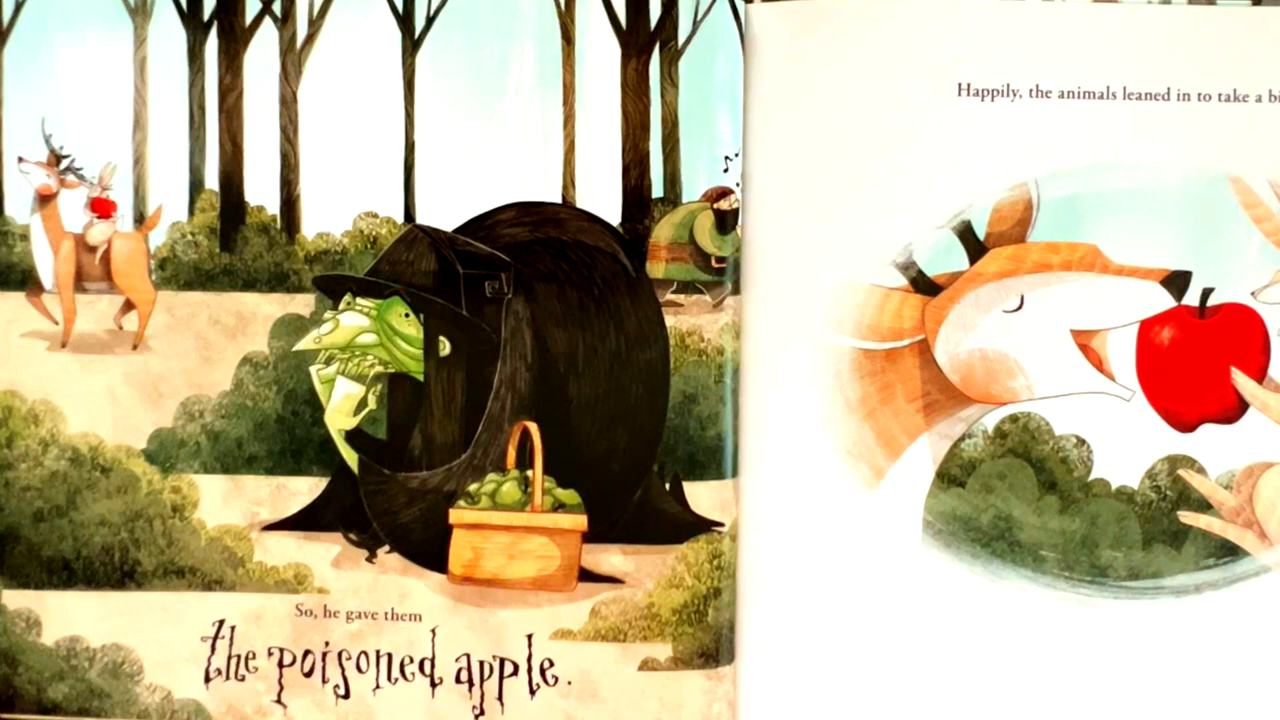 So, he gave them
the poisoned apple.
Happily, the animals leaned in to take a